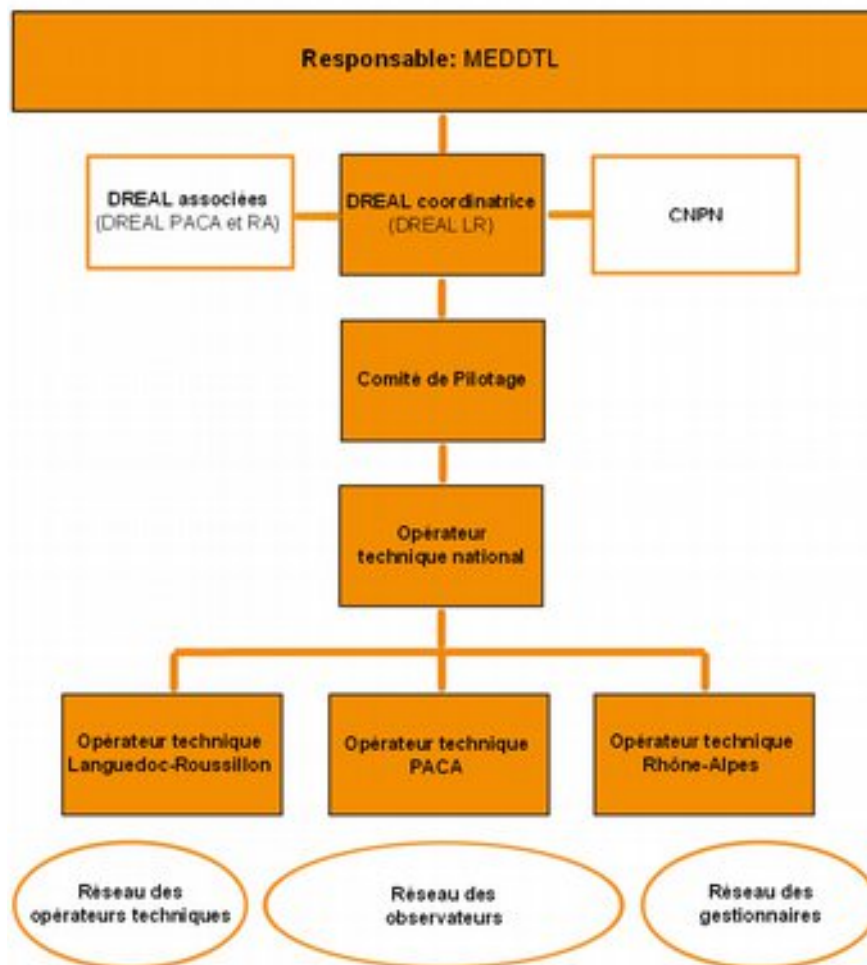 Responsable: MEDDTL
DREAL associées
(DREAL PACA et RA)
DREAL coordinatrice
(DREAL LR)
CNPN
Comité de Pilotage
Opérateur
technique national
Opérateur technique
Languedoc-Roussillon
Opérateur technique
PACA
Opérateur technique
Rhône-Alpes
Réseau des
opérateurs techniques
Réseau des
observateurs
Réseau des
gestionnaires